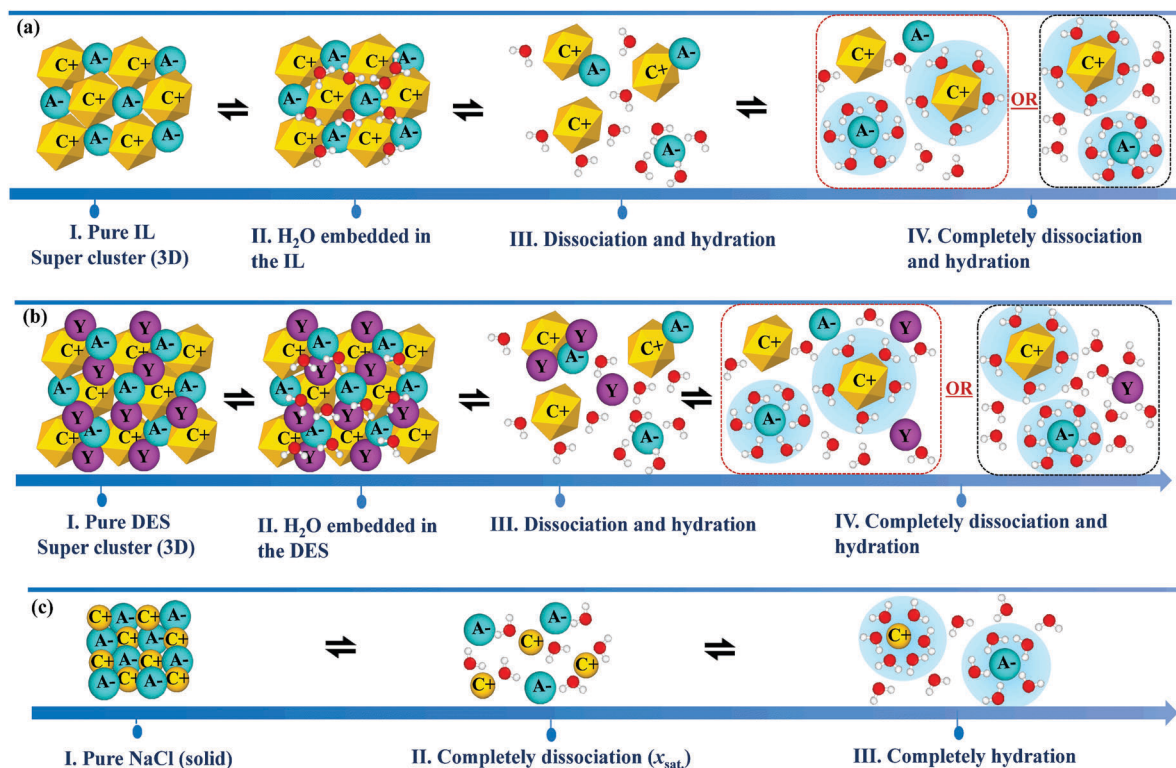 (a)
C+ A- C+ A-
A- C+ A- C+
C+ A- C+ A-
⇌
C+ A- C+ A-
A- C+ A- C+
C+ A- C+ A-
⇌
C+ A- C+ A-
C+ A-
⇌
C+ A- C+
A-
OR
C+
A-
I. Pure IL
Super cluster (3D)
II. H₂O embedded in
the IL
III. Dissociation and hydration
IV. Completely dissociation
and hydration
(b)
Y Y
C+ A- C+ A- C+
Y Y
A- C+ A- C+ A-
Y Y Y
C+ A- C+ A- C+
Y Y
⇌
Y Y
C+ A- C+ A- C+
Y Y
A- C+ A- C+ A-
Y Y Y
C+ A- C+ A- C+
Y Y
⇌
C+ Y C+ A-
Y A-
Y
C+ A-
⇌
C+ A- Y
C+
A- Y
OR
C+
Y
A-
I. Pure DES
Super cluster (3D)
II. H₂O embedded in
the DES
III. Dissociation and hydration
IV. Completely dissociation and
hydration
(c)
C+ A- C+ A-
A- C+ A- C+
C+ A- C+ A-
A- C+ A- C+
⇌
A- A-
C+ C+
C+ A-
⇌
C+
A-
I. Pure NaCl (solid)
II. Completely dissociation (xsat.)
III. Completely hydration